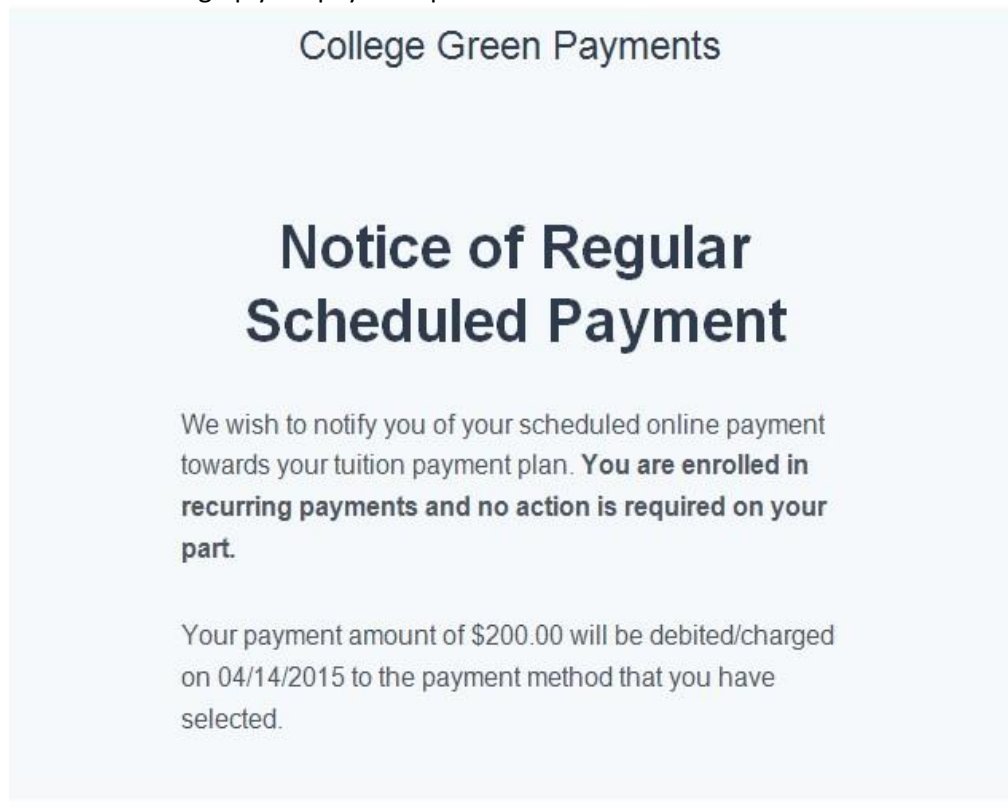 College Green Payments
Notice of Regular
Scheduled Payment
We wish to notify you of your scheduled online payment
towards your tuition payment plan. You are enrolled in
recurring payments and no action is required on your
part.
Your payment amount of $200.00 will be debited/charged
on 04/14/2015 to the payment method that you have
selected.